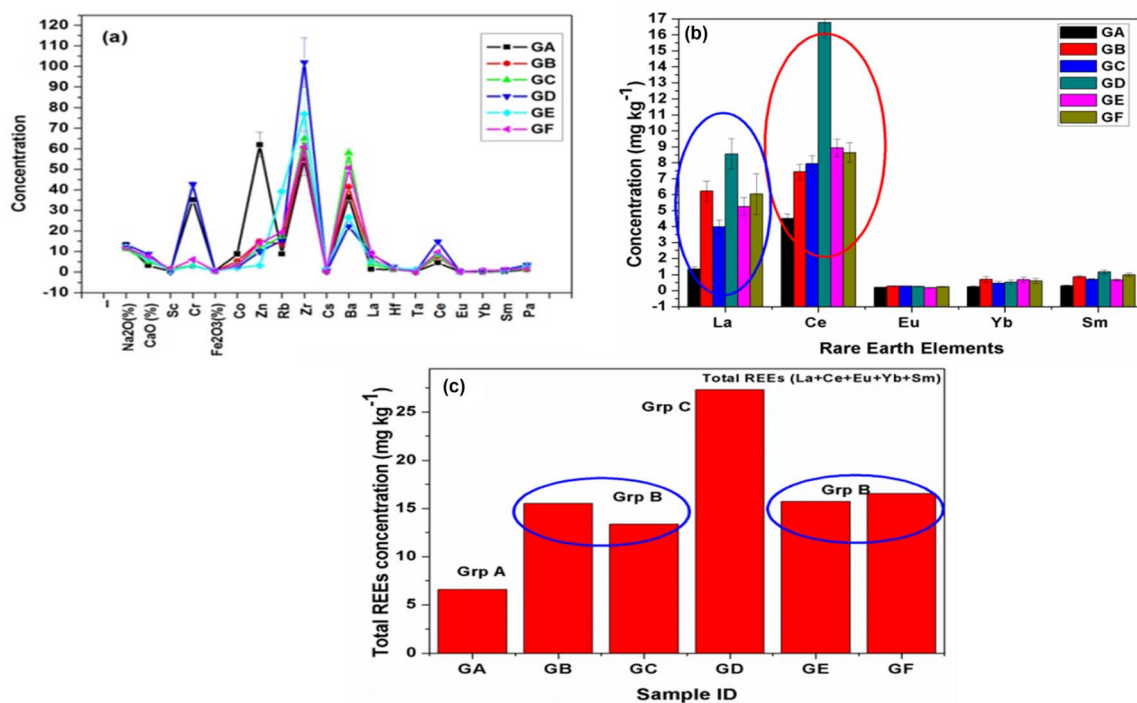 (a)
GA
GB
GC
GD
GE
GF
Concentration
120
110
100
90
80
70
60
50
40
30
20
10
0
-10
Na2O(%)
CaO (%)
Sc
Cr
Fe2O3(%)
Co
Zn
Rb
Zr
Cs
Ba
La
Hf
Ta
Ce
Eu
Yb
Sm
Pa
(b)
GA
GB
GC
GD
GE
GF
Concentration (mg kg-1)
17
16
15
14
13
12
11
10
9
8
7
6
5
4
3
2
1
0
-1
La
Ce
Eu
Yb
Sm
Rare Earth Elements
(c)
Total REEs (La+Ce+Eu+Yb+Sm)
Total REEs concentration (mg kg-1)
25
20
15
10
5
0
Grp A
Grp B
Grp C
Grp B
GA
GB
GC
GD
GE
GF
Sample ID